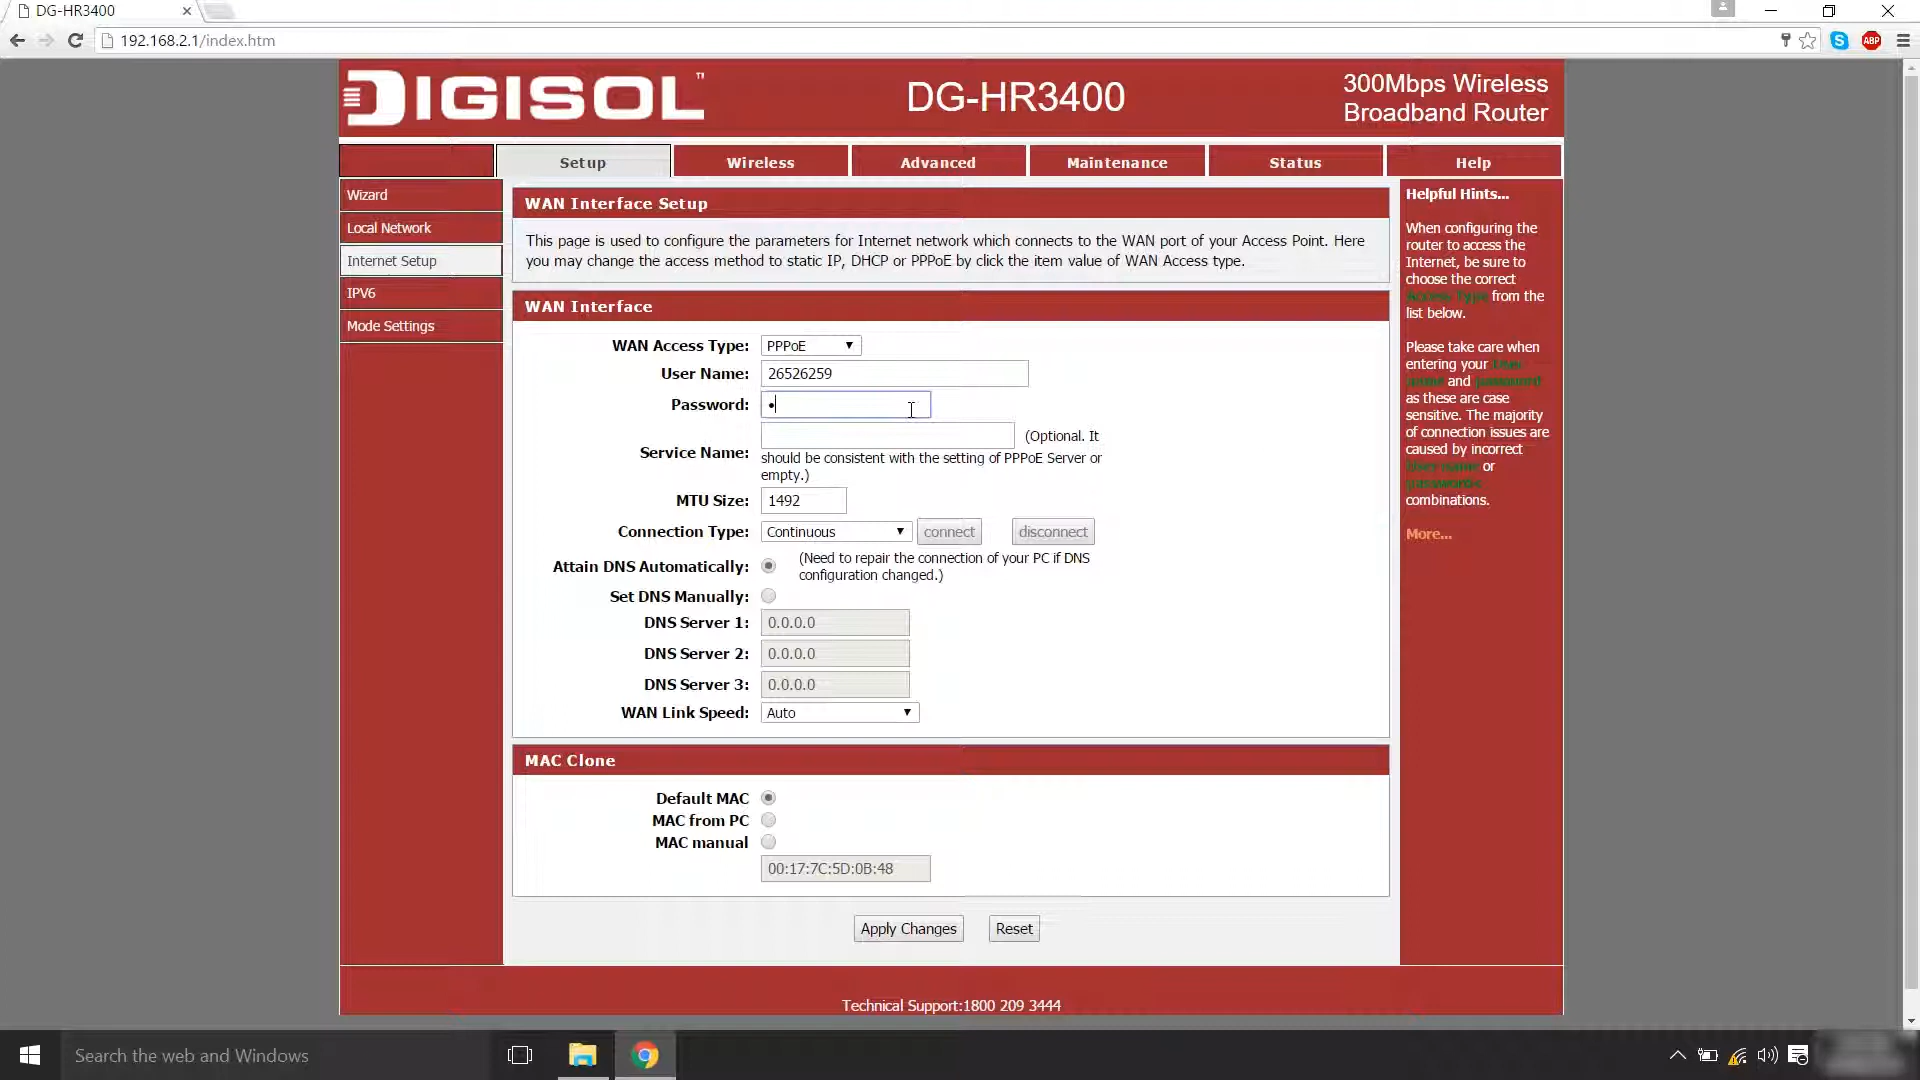 DG-HR3400
192.168.2.1/index.htm
S
ABP
DIGISOL™
DG-HR3400
300Mbps Wireless
Broadband Router
Setup
Wireless
Advanced
Maintenance
Status
Help
Wizard
Local Network
Internet Setup
IPV6
Mode Settings
WAN Interface Setup
This page is used to configure the parameters for Internet network which connects to the WAN port of your Access Point. Here
you may change the access method to static IP, DHCP or PPPoE by click the item value of WAN Access type.
WAN Interface
WAN Access Type: PPPoE
User Name: 26526259
Password: •
(Optional. It
Service Name: should be consistent with the setting of PPPoE Server or
empty.)
MTU Size: 1492
Connection Type: Continuous connect disconnect
Attain DNS Automatically: (Need to repair the connection of your PC if DNS
configuration changed.)
Set DNS Manually:
DNS Server 1: 0.0.0.0
DNS Server 2: 0.0.0.0
DNS Server 3: 0.0.0.0
WAN Link Speed: Auto
MAC Clone
Default MAC
MAC from PC
MAC manual
00:17:7C:5D:0B:48
Apply Changes Reset
Helpful Hints...
When configuring the
router to access the
Internet, be sure to
choose the correct
Access Type from the
list below.
Please take care when
entering your User
name and password
as these are case
sensitive. The majority
of connection issues are
caused by incorrect
User name or
passwords
combinations.
More...
Technical Support:1800 209 3444
Search the web and Windows